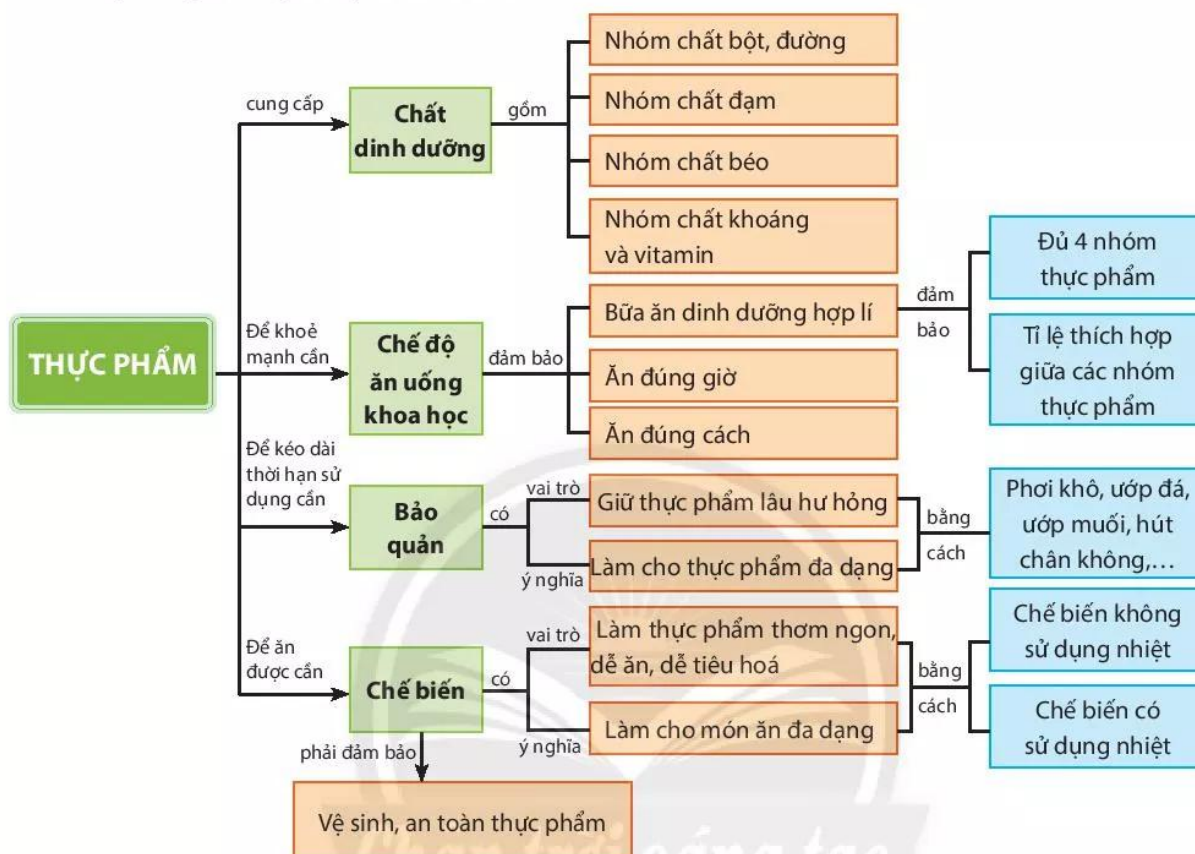 THỰC PHẨM
cung cấp
Chất
dinh dưỡng
gồm
Nhóm chất bột, đường
Nhóm chất đạm
Nhóm chất béo
Nhóm chất khoáng
và vitamin
Để khoẻ
mạnh cần
Chế độ
ăn uống
khoa học
đảm bảo
Bữa ăn dinh dưỡng hợp lí
Ăn đúng giờ
Ăn đúng cách
đảm
bảo
Đủ 4 nhóm
thực phẩm
Tỉ lệ thích hợp
giữa các nhóm
thực phẩm
Để kéo dài
thời hạn sử
dụng cần
Bảo
quản
có
vai trò
Giữ thực phẩm lâu hư hỏng
ý nghĩa
Làm cho thực phẩm đa dạng
bằng
cách
Phơi khô, ướp đá,
ướp muối, hút
chân không,...
Để ăn
được cần
Chế biến
có
vai trò
Làm thực phẩm thơm ngon,
dễ ăn, dễ tiêu hoá
ý nghĩa
Làm cho món ăn đa dạng
bằng
cách
Chế biến không
sử dụng nhiệt
Chế biến có
sử dụng nhiệt
phải đảm bảo
Vệ sinh, an toàn thực phẩm